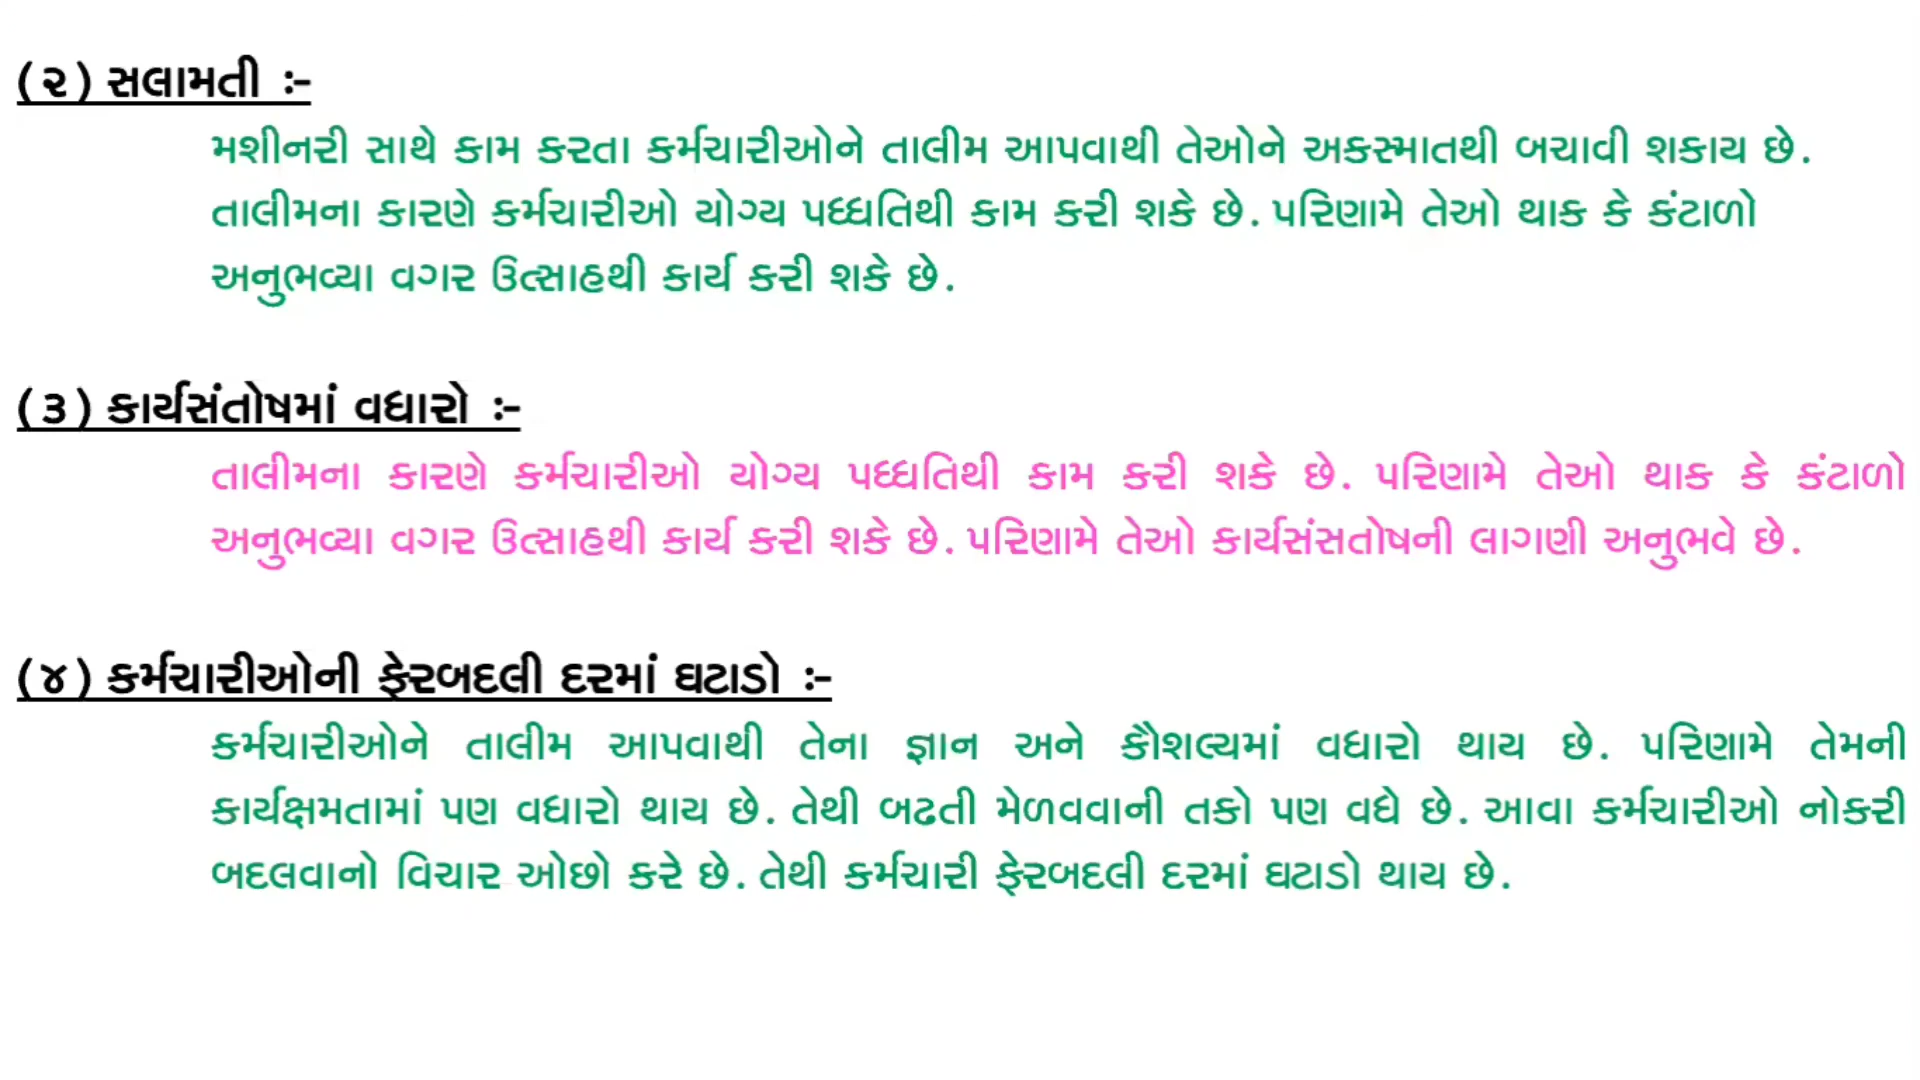 (૨) સલામતી :-
મશીનરી સાથે કામ કરતા કર્મચારીઓને તાલીમ આપવાથી તેઓને અકસ્માતથી બચાવી શકાય છે.
તાલીમના કારણે કર્મચારીઓ યોગ્ય પધ્ધતિથી કામ કરી શકે છે. પરિણામે તેઓ થાક કે કંટાળો
અનુભવ્યા વગર ઉત્સાહથી કાર્ય કરી શકે છે.
(૩) કાર્યસંતોષમાં વધારો :-
તાલીમના કારણે કર્મચારીઓ યોગ્ય પધ્ધતિથી કામ કરી શકે છે. પરિણામે તેઓ થાક કે કંટાળો
અનુભવ્યા વગર ઉત્સાહથી કાર્ય કરી શકે છે. પરિણામે તેઓ કાર્યસંસતોષની લાગણી અનુભવે છે.
(૪) કર્મચારીઓની ફેરબદલી દરમાં ઘટાડો :-
કર્મચારીઓને તાલીમ આપવાથી તેના જ્ઞાન અને કૌશલ્યમાં વધારો થાય છે. પરિણામે તેમની
કાર્યક્ષમતામાં પણ વધારો થાય છે. તેથી બઢતી મેળવવાની તકો પણ વધે છે. આવા કર્મચારીઓ નોકરી
બદલવાનો વિચાર ઓછો કરે છે. તેથી કર્મચારી ફેરબદલી દરમાં ઘટાડો થાય છે.